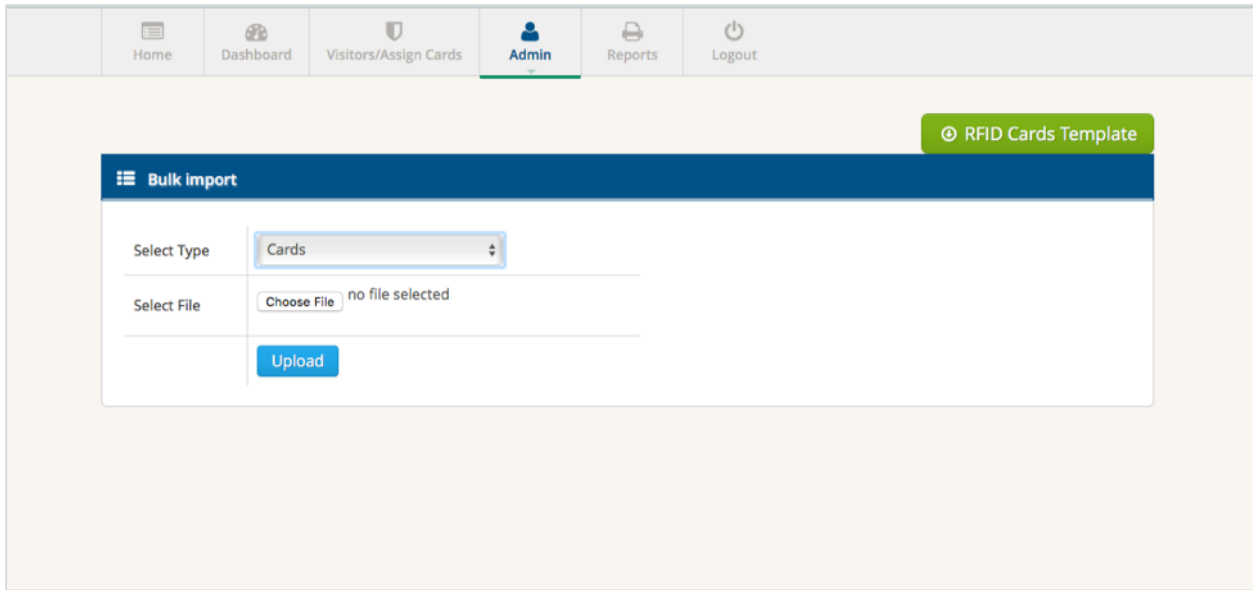 Home Dashboard Visitors/Assign Cards Admin Reports Logout
RFID Cards Template
Bulk import
Select Type Cards
Select File Choose File no file selected
Upload